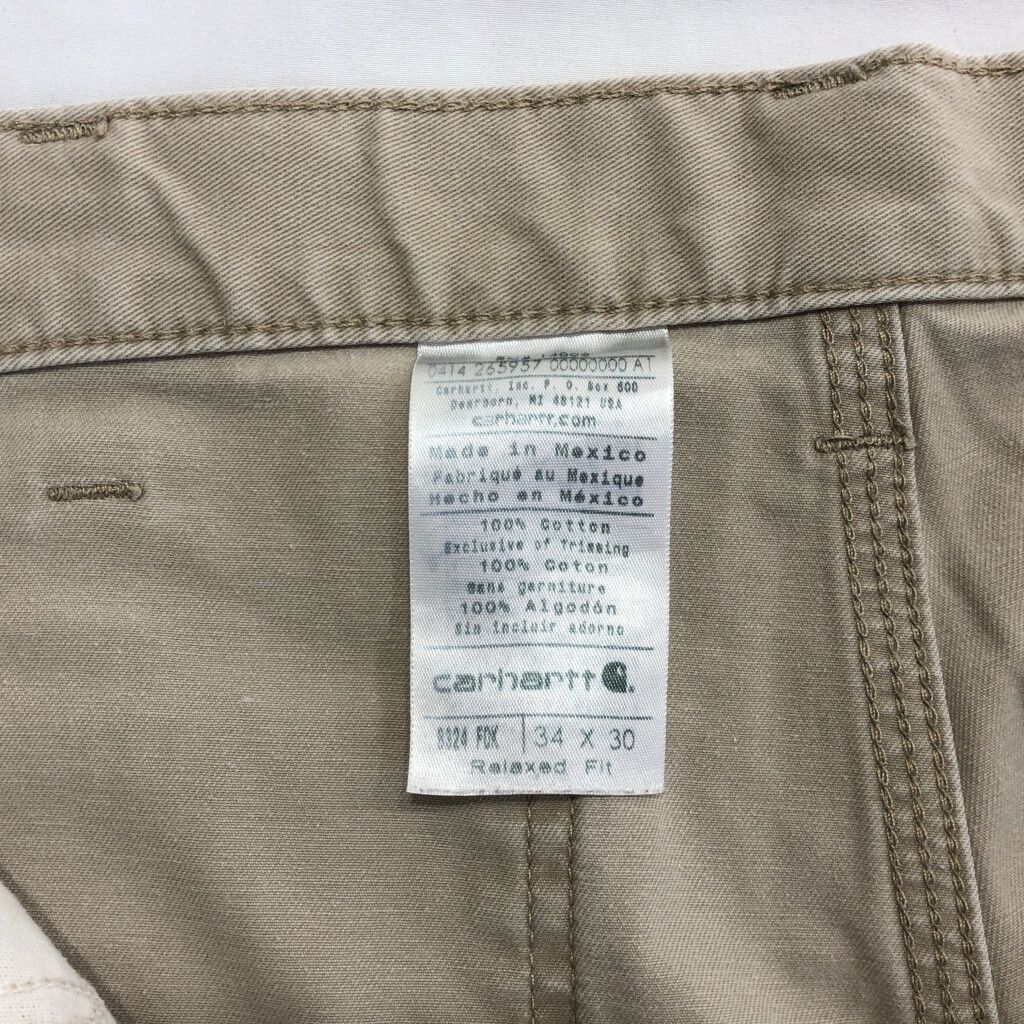 0414 265957 00000000 A1
Carhartt, Inc. P. O. Box 600
Dearborn, MI 48121 USA
carhartt.com
Made in Mexico
Fabriqué au Mexique
Hecho en México
100% Cotton
Exclusive of Trimming
100% Coton
Sans garniture
100% Algodón
Sin incluir adorno
carhartt
B324 FDK 34 X 30
Relaxed Fit